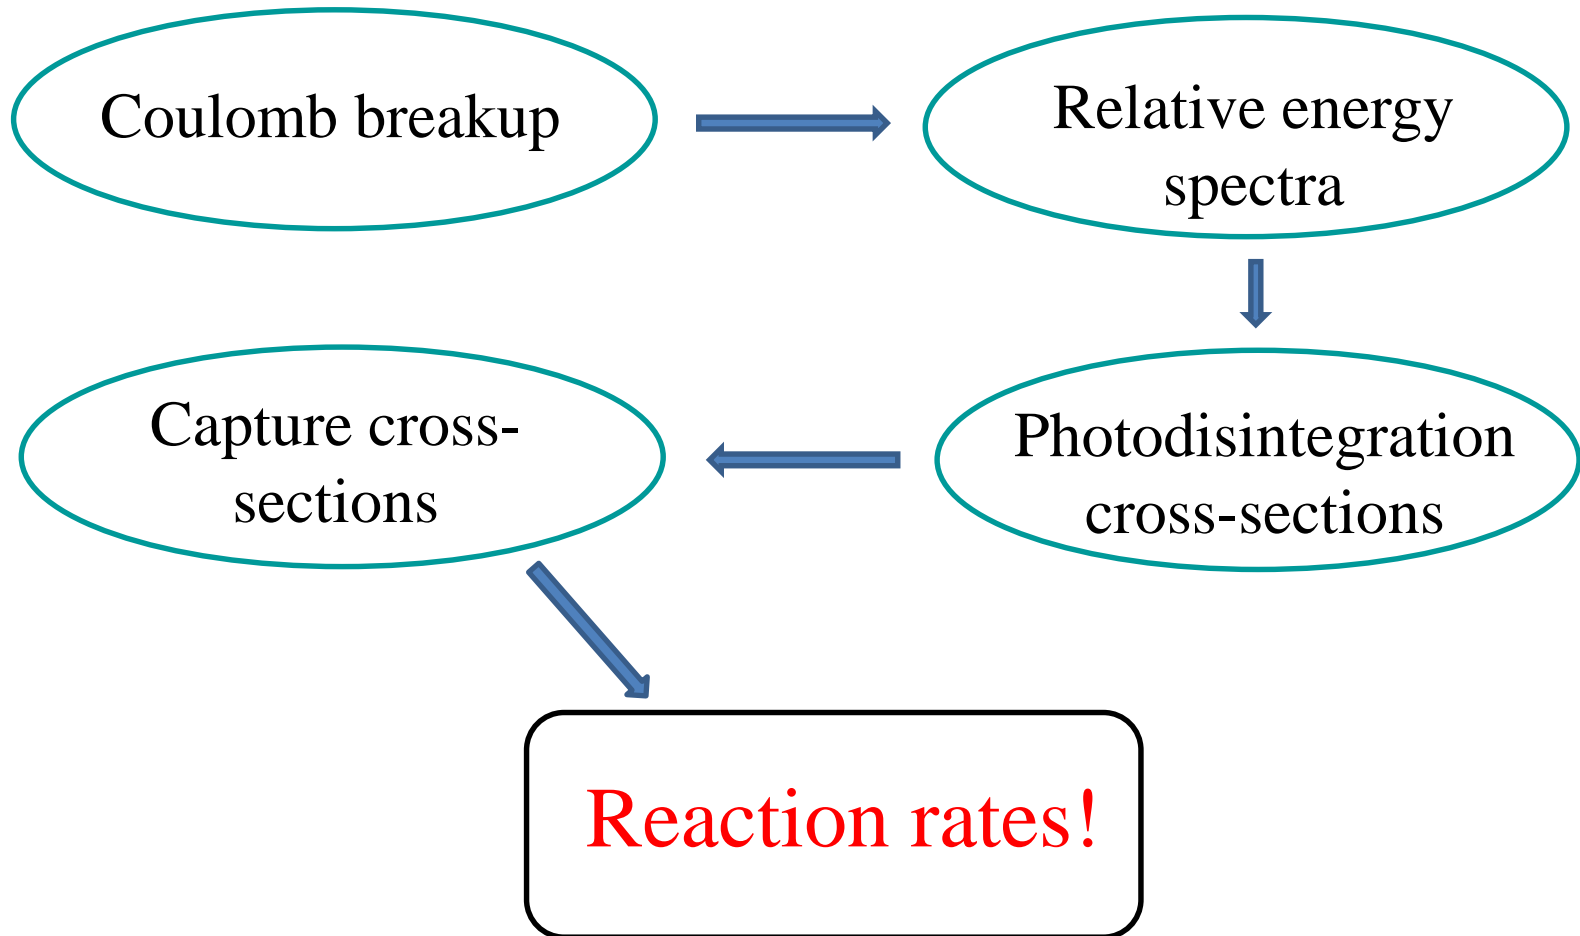 Coulomb breakup
Relative energy
spectra
Capture cross-
sections
Photodisintegration
cross-sections
Reaction rates!